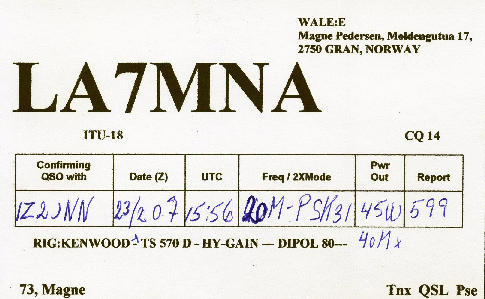 WALE:E
Magne Pedersen, Moldengutua 17,
2750 GRAN, NORWAY
LA7MNA
ITU-18 CQ 14
Confirming QSO with Date (Z) UTC Freq / 2XMode Pwr Out Report
IZ2JNN 23/2 07 15:56 20M-PSK31 45W 599
RIG:KENWOOD TS 570 D - HY-GAIN — DIPOL 80--- 40Mx
73, Magne Tnx QSL Pse